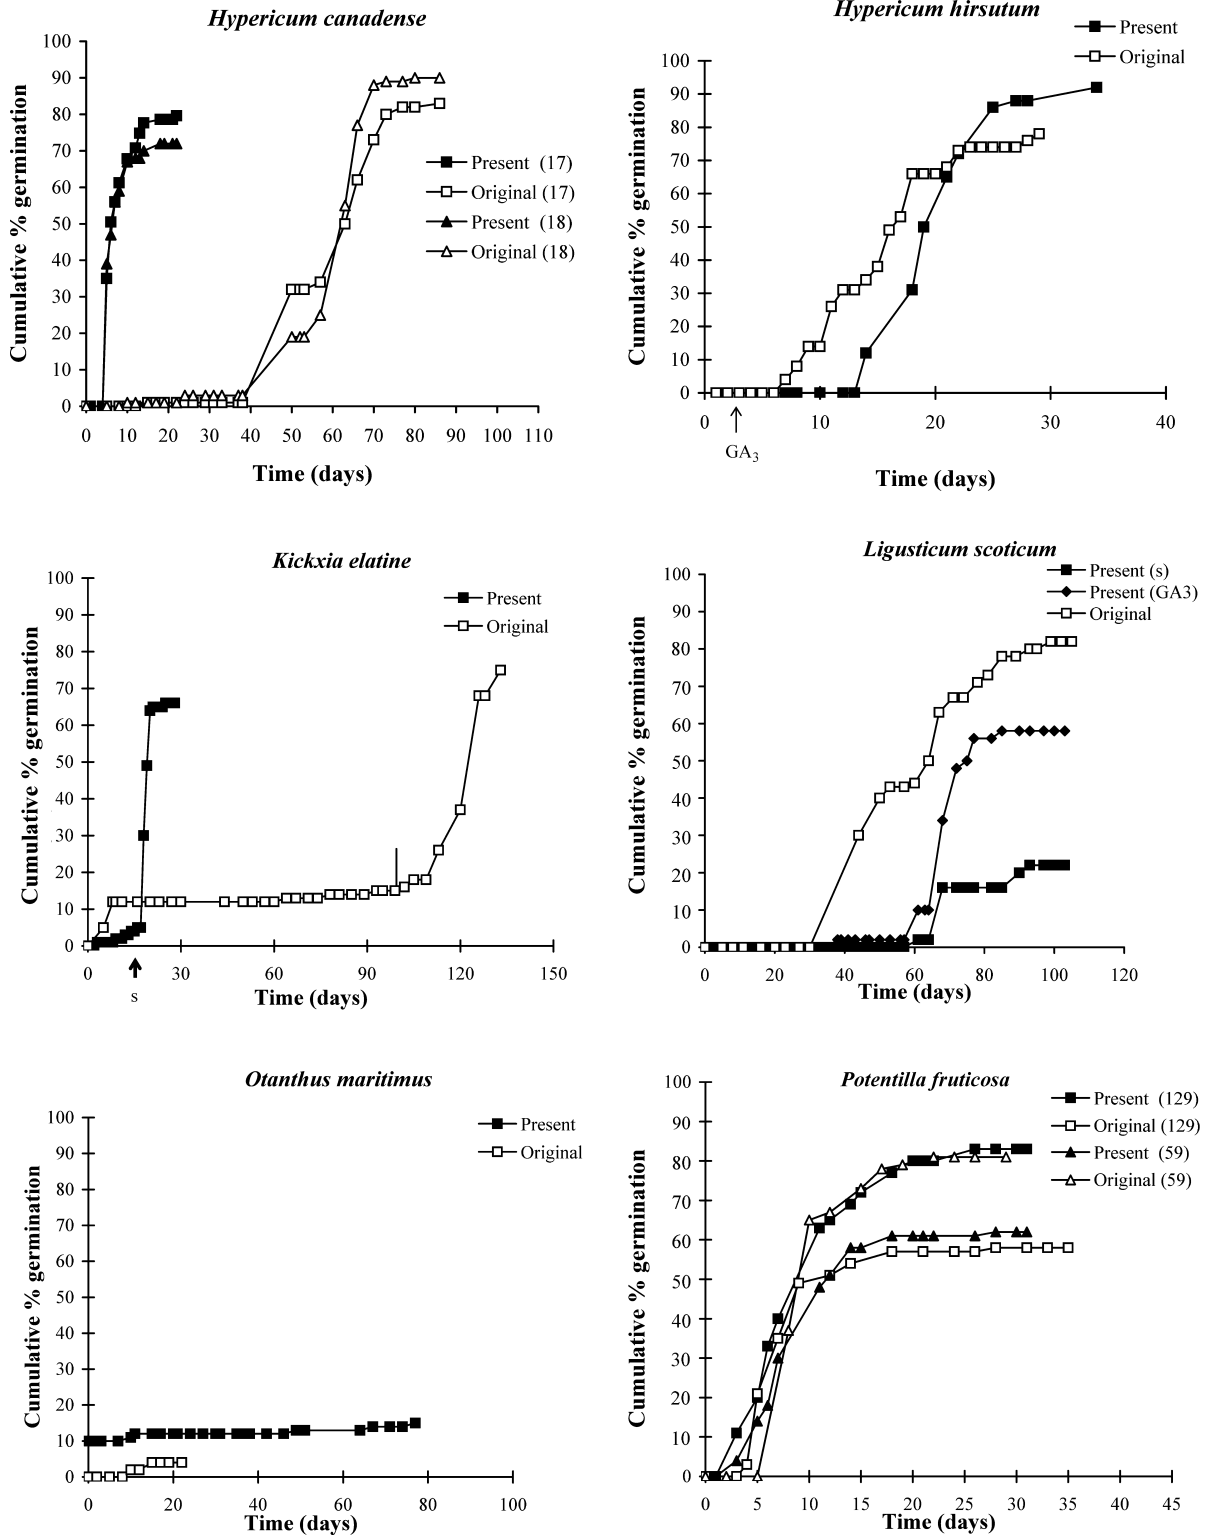 Hypericum canadense
100
90
80
70
60
50
40
30
20
10
0
Cumulative % germination
Present (17)
Original (17)
Present (18)
Original (18)
0 10 20 30 40 50 60 70 80 90 100 110
Time (days)
Hypericum hirsutum
Present
Original
100
90
80
70
60
50
40
30
20
10
0
Cumulative % germination
0 10 20 30 40
GA3
Time (days)
Kickxia elatine
100
90
80
70
60
50
40
30
20
10
0
Cumulative % germination
Present
Original
0 30 60 90 120 150
s
Time (days)
Ligusticum scoticum
Present (s)
Present (GA3)
Original
100
90
80
70
60
50
40
30
20
10
0
Cumulative % germination
0 20 40 60 80 100 120
Time (days)
Otanthus maritimus
100
90
80
70
60
50
40
30
20
10
0
Cumulative % germination
Present
Original
0 20 40 60 80 100
Time (days)
Potentilla fruticosa
100
90
80
70
60
50
40
30
20
10
0
Cumulative % germination
Present (129)
Original (129)
Present (59)
Original (59)
0 5 10 15 20 25 30 35 40 45
Time (days)